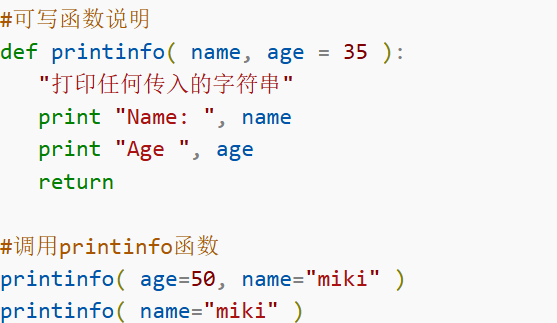 #可写函数说明
def printinfo( name, age = 35 ):
   "打印任何传入的字符串"
   print "Name: ", name
   print "Age ", age
   return

#调用printinfo函数
printinfo( age=50, name="miki" )
printinfo( name="miki" )